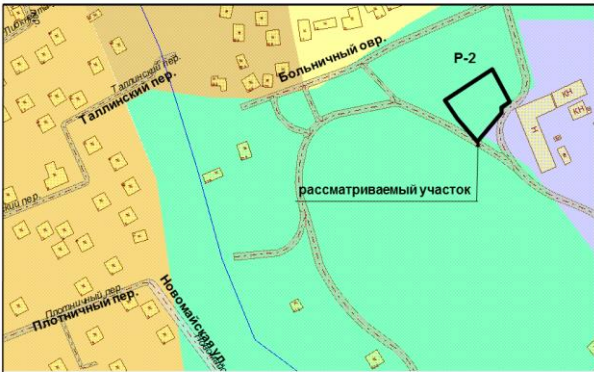 Больничный овр.
Р-2
Таллинский пер.
Таллинский пер.
КН
КН
Н
рассматриваемый участок
Плотничный пер.
Плотничный пер.
Новомайская ул.